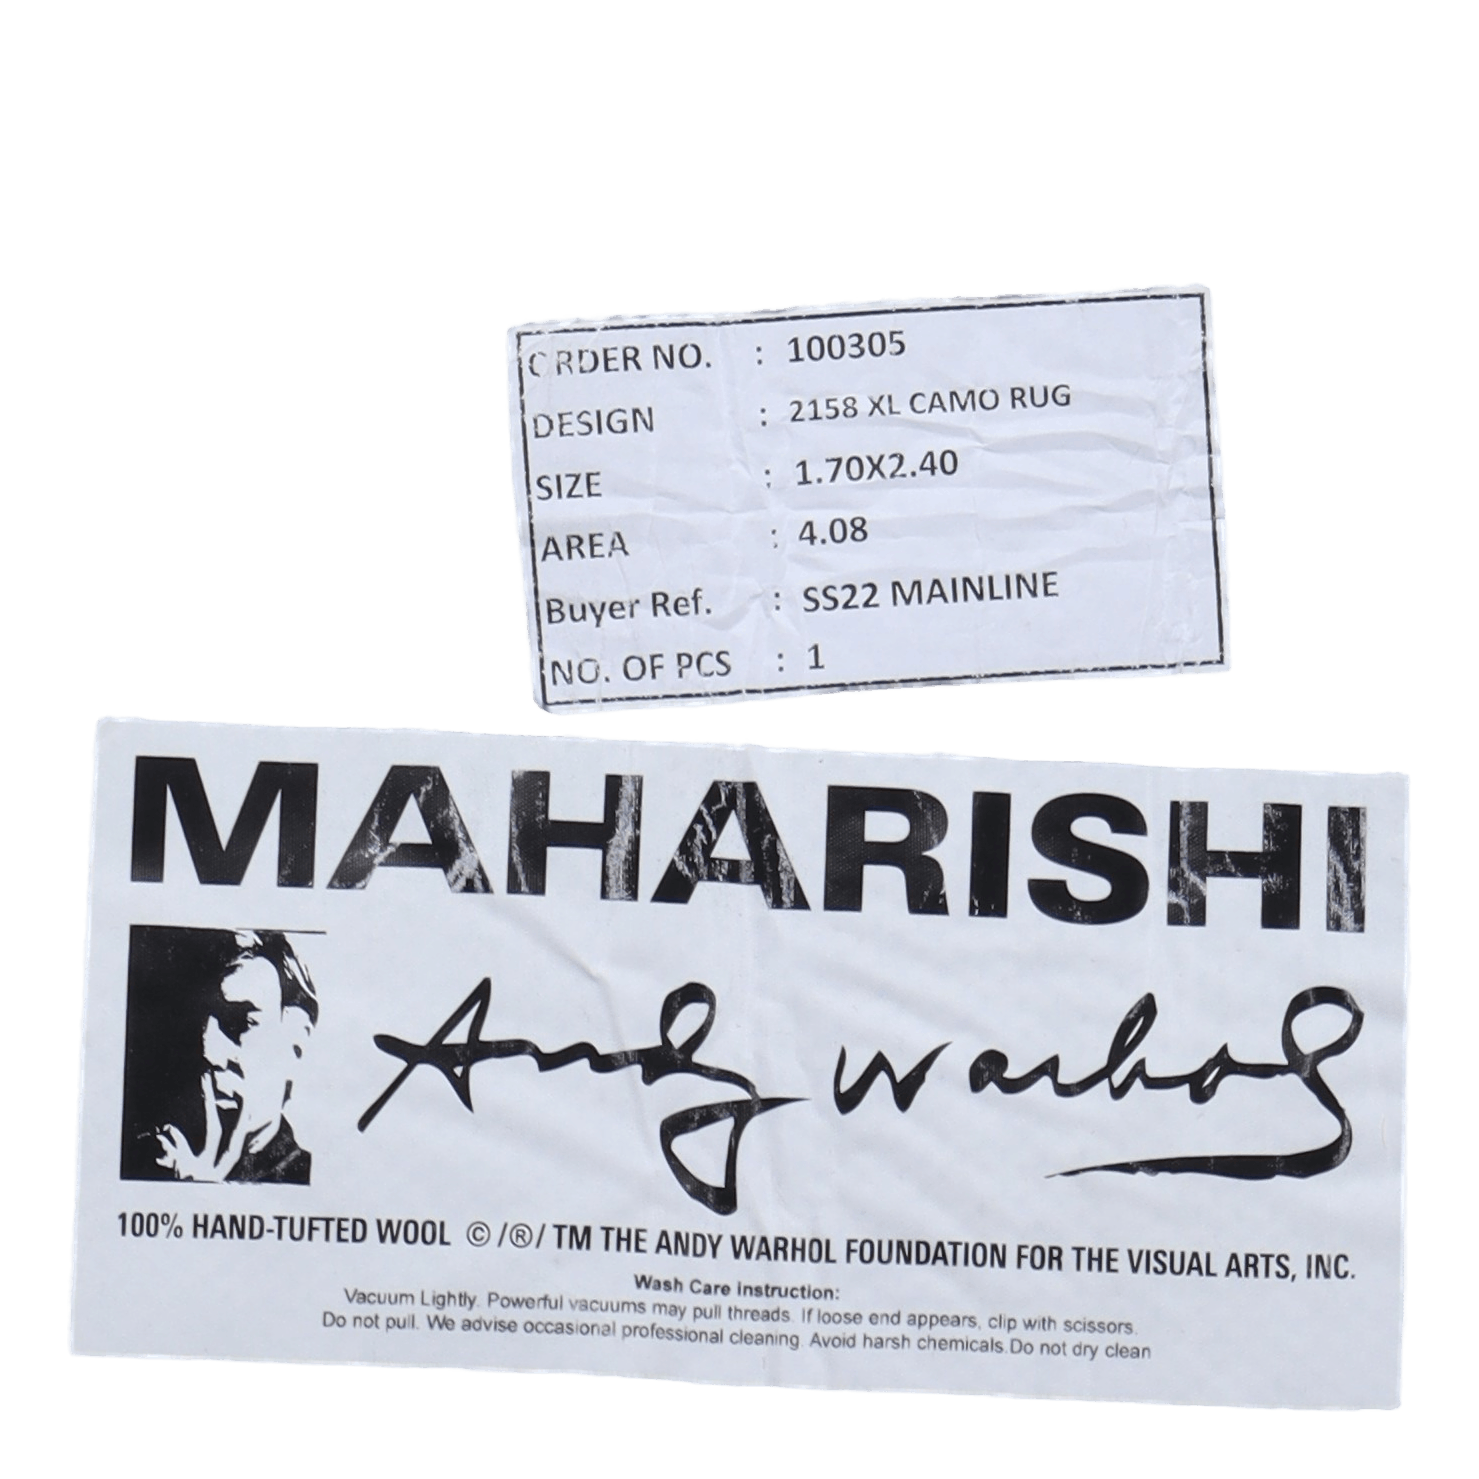 ORDER NO. : 100305
DESIGN : 2158 XL CAMO RUG
SIZE : 1.70X2.40
AREA : 4.08
Buyer Ref. : SS22 MAINLINE
NO. OF PCS : 1
MAHARISHI
Andy Warhol
100% HAND-TUFTED WOOL ©/®/TM THE ANDY WARHOL FOUNDATION FOR THE VISUAL ARTS, INC.
Wash Care Instruction:
Vacuum Lightly. Powerful vacuums may pull threads. If loose end appears, clip with scissors.
Do not pull. We advise occasional professional cleaning. Avoid harsh chemicals.Do not dry clean